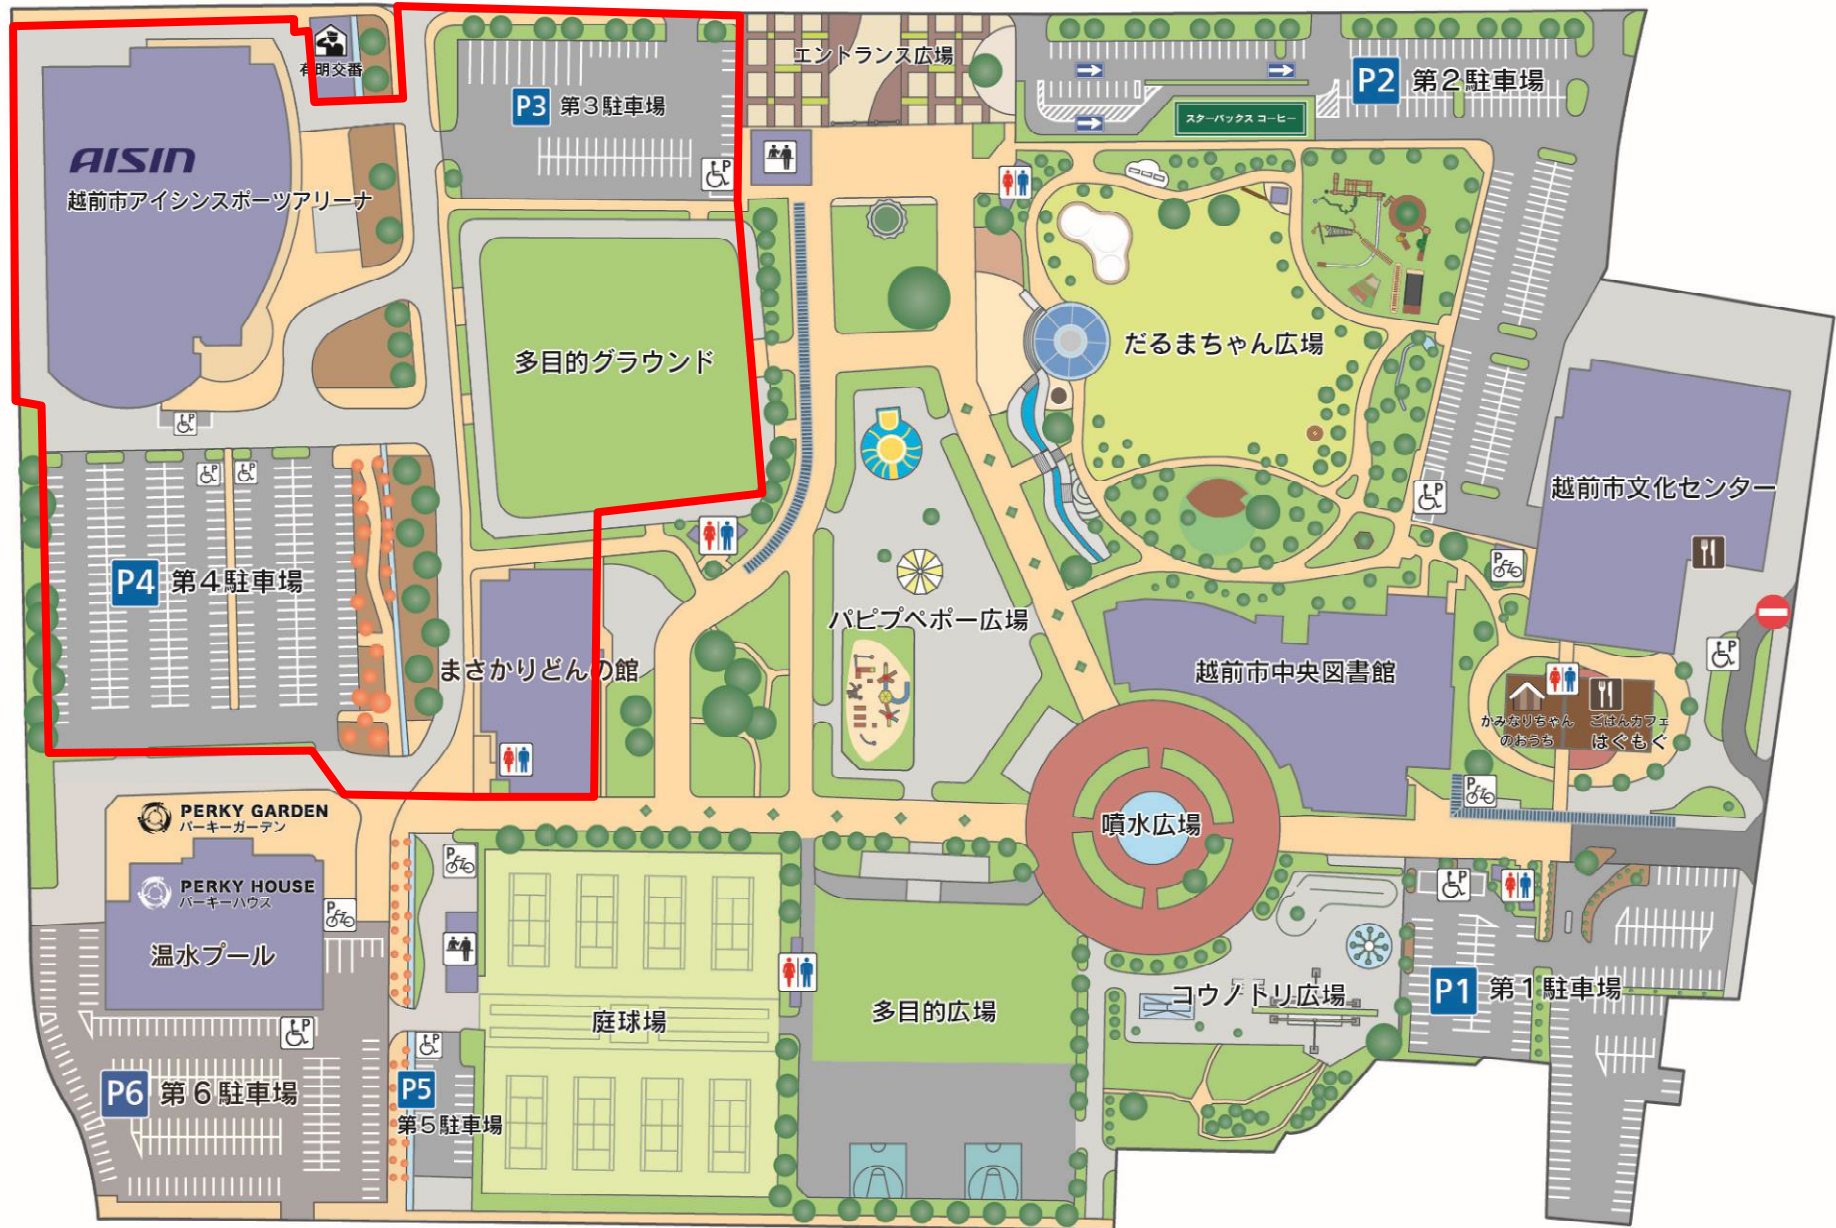 有明交番
エントランス広場
P2 第2駐車場
P3 第3駐車場
スターバックス コーヒー
AISIN
越前市アイシンスポーツアリーナ
P
だるまちゃん広場
多目的グラウンド
P
P
P
越前市文化センター
P
P
P4 第4駐車場
パピプペポー広場
まさかりどんの館
越前市中央図書館
P
かみなりちゃん
のおうち
ごはんカフェ
はぐもぐ
P
PERKY GARDEN
パーキーガーデン
噴水広場
P
PERKY HOUSE
パーキーハウス
P
P
温水プール
コウノトリ広場
P1 第1駐車場
多目的広場
庭球場
P
P
P6 第6駐車場
P5
第5駐車場